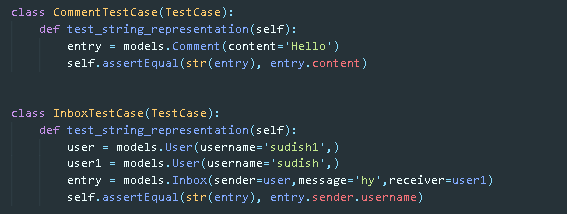 class CommentTestCase(TestCase):
    def test_string_representation(self):
        entry = models.Comment(content='Hello')
        self.assertEqual(str(entry), entry.content)
class InboxTestCase(TestCase):
    def test_string_representation(self):
        user = models.User(username='sudish1',)
        user1 = models.User(username='sudish',)
        entry = models.Inbox(sender=user,message='hy',receiver=user1)
        self.assertEqual(str(entry), entry.sender.username)